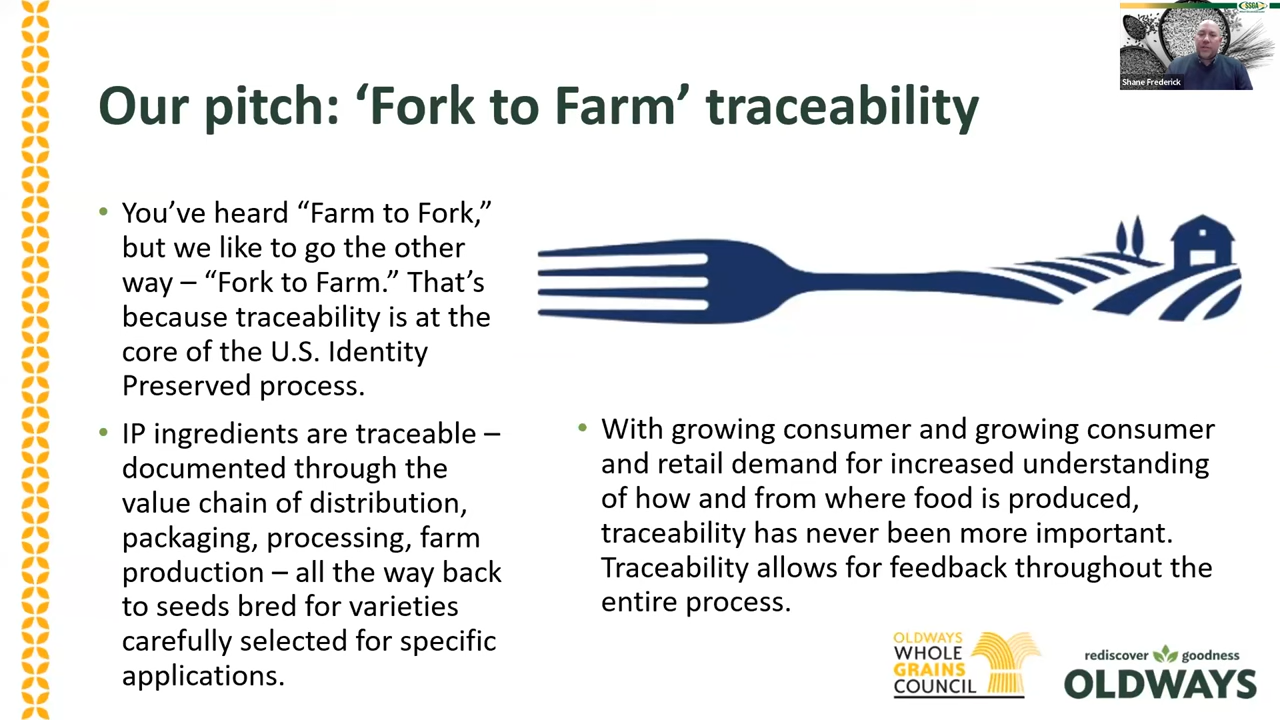 SSGA
Shane Frederick
Our pitch: ‘Fork to Farm’ traceability
• You’ve heard “Farm to Fork,”
but we like to go the other
way – “Fork to Farm.” That’s
because traceability is at the
core of the U.S. Identity
Preserved process.
• IP ingredients are traceable –
documented through the
value chain of distribution,
packaging, processing, farm
production – all the way back
to seeds bred for varieties
carefully selected for specific
applications.
• With growing consumer and growing consumer
and retail demand for increased understanding
of how and from where food is produced,
traceability has never been more important.
Traceability allows for feedback throughout the
entire process.
OLDWAYS
WHOLE
GRAINS
COUNCIL
rediscover goodness
OLDWAYS